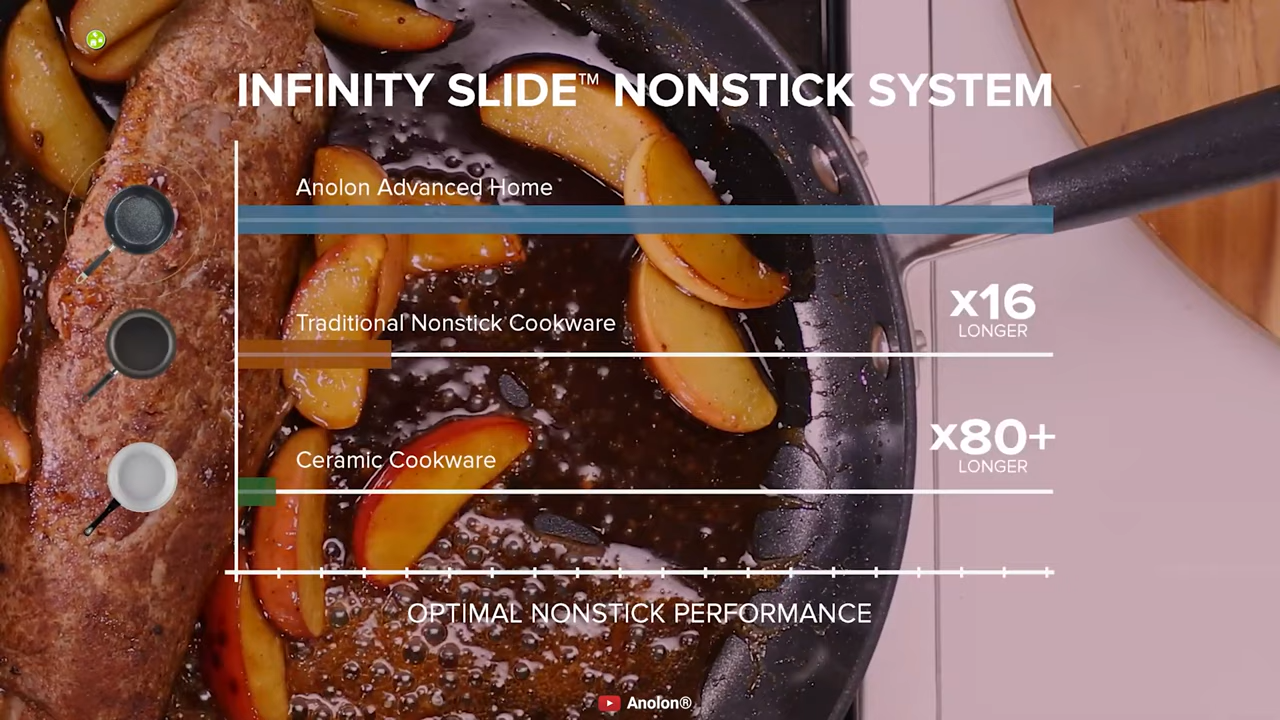 INFINITY SLIDE™ NONSTICK SYSTEM
Anolon Advanced Home
Traditional Nonstick Cookware
x16
LONGER
Ceramic Cookware
x80+
LONGER
OPTIMAL NONSTICK PERFORMANCE
Anolon®